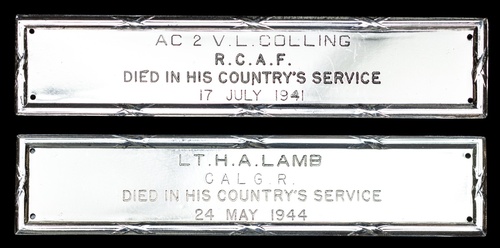 AC 2 V.L.COLLING
R.C.A.F.
DIED IN HIS COUNTRY'S SERVICE
17 JULY 1941
LT.H.A.LAMB
CALG R.
DIED IN HIS COUNTRY'S SERVICE
24 MAY 1944